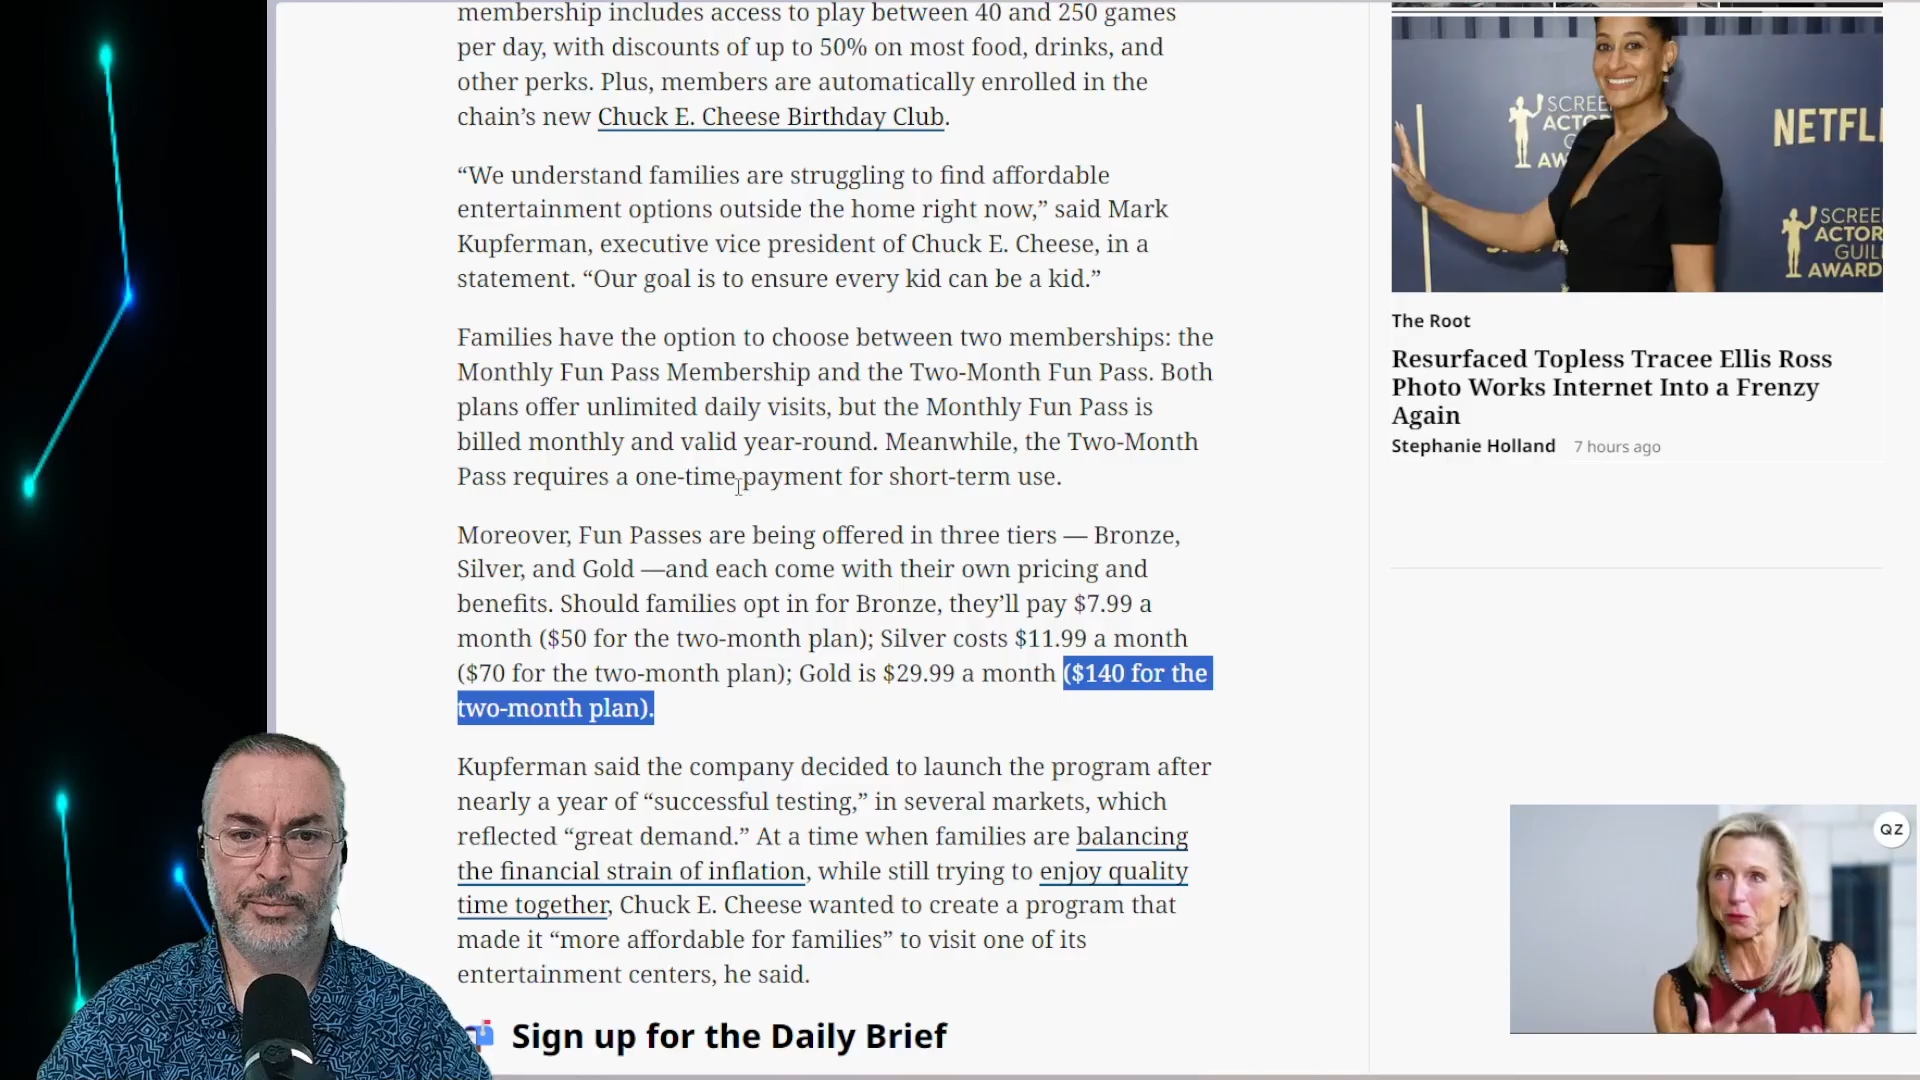 membership includes access to play between 40 and 250 games
per day, with discounts of up to 50% on most food, drinks, and
other perks. Plus, members are automatically enrolled in the
chain’s new Chuck E. Cheese Birthday Club.
“We understand families are struggling to find affordable
entertainment options outside the home right now,” said Mark
Kupferman, executive vice president of Chuck E. Cheese, in a
statement. “Our goal is to ensure every kid can be a kid.”
Families have the option to choose between two memberships: the
Monthly Fun Pass Membership and the Two-Month Fun Pass. Both
plans offer unlimited daily visits, but the Monthly Fun Pass is
billed monthly and valid year-round. Meanwhile, the Two-Month
Pass requires a one-time payment for short-term use.
Moreover, Fun Passes are being offered in three tiers — Bronze,
Silver, and Gold —and each come with their own pricing and
benefits. Should families opt in for Bronze, they’ll pay $7.99 a
month ($50 for the two-month plan); Silver costs $11.99 a month
($70 for the two-month plan); Gold is $29.99 a month ($140 for the
two-month plan).
Kupferman said the company decided to launch the program after
nearly a year of “successful testing,” in several markets, which
reflected “great demand.” At a time when families are balancing
the financial strain of inflation, while still trying to enjoy quality
time together, Chuck E. Cheese wanted to create a program that
made it “more affordable for families” to visit one of its
entertainment centers, he said.
Sign up for the Daily Brief
SCREE
ACTO
G
AW
NETFLI
SCREE
ACTOR
GUIL
AWARD
The Root
Resurfaced Topless Tracee Ellis Ross
Photo Works Internet Into a Frenzy
Again
Stephanie Holland 7 hours ago
QZ